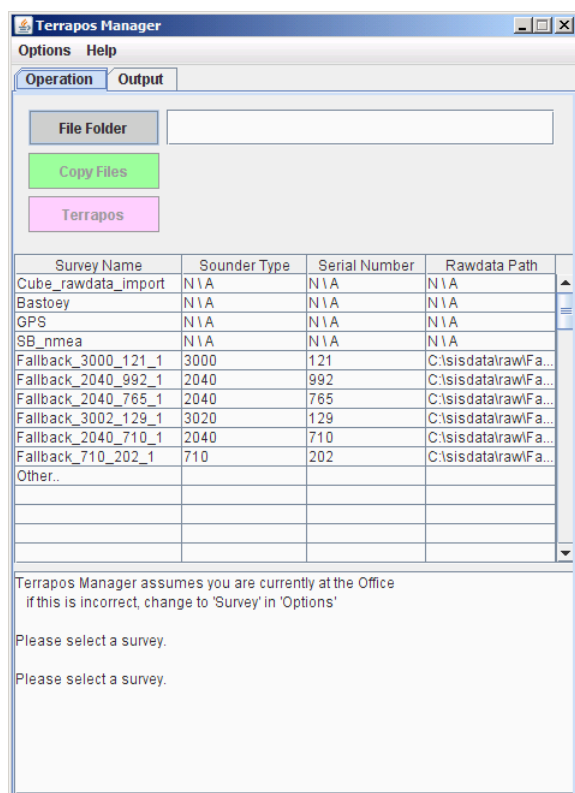 Terrapos Manager
Options Help
Operation Output
File Folder
Copy Files
Terrapos
Survey Name Sounder Type Serial Number Rawdata Path
Cube_rawdata_import N \ A N \ A N \ A
Bastoey N \ A N \ A N \ A
GPS N \ A N \ A N \ A
SB_nmea N \ A N \ A N \ A
Fallback_3000_121_1 3000 121 C:\sisdata\raw\Fa...
Fallback_2040_992_1 2040 992 C:\sisdata\raw\Fa...
Fallback_2040_765_1 2040 765 C:\sisdata\raw\Fa...
Fallback_3002_129_1 3020 129 C:\sisdata\raw\Fa...
Fallback_2040_710_1 2040 710 C:\sisdata\raw\Fa...
Fallback_710_202_1 710 202 C:\sisdata\raw\Fa...
Other..
Terrapos Manager assumes you are currently at the Office
if this is incorrect, change to 'Survey' in 'Options'
Please select a survey.
Please select a survey.